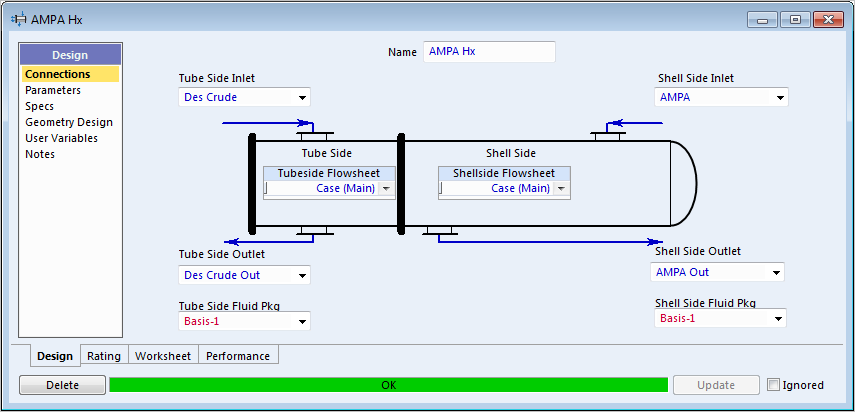 AMPA Hx
Design
Connections
Parameters
Specs
Geometry Design
User Variables
Notes
Name AMPA Hx
Tube Side Inlet
Des Crude
Shell Side Inlet
AMPA
Tube Side
Shell Side
Tubeside Flowsheet
Case (Main)
Shellside Flowsheet
Case (Main)
Tube Side Outlet
Des Crude Out
Shell Side Outlet
AMPA Out
Tube Side Fluid Pkg
Basis-1
Shell Side Fluid Pkg
Basis-1
Design Rating Worksheet Performance
Delete OK Update Ignored